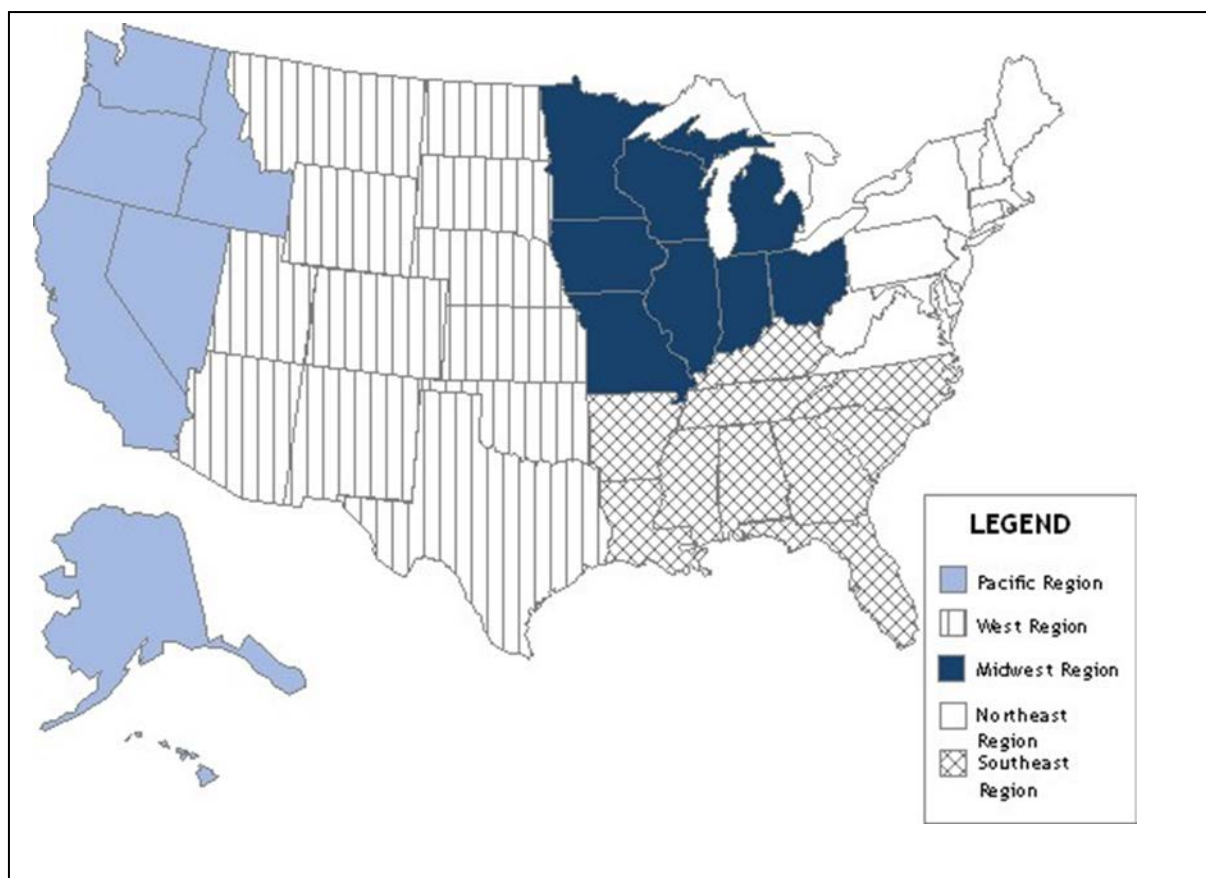 LEGEND
Pacific Region
West Region
Midwest Region
Northeast
Region
Southeast
Region